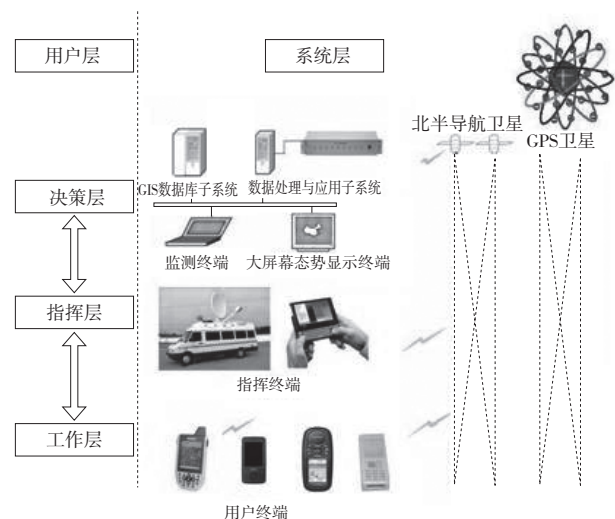 用户层
系统层
北半导航卫星
GPS卫星
GIS数据库子系统
数据处理与应用子系统
决策层
监测终端
大屏幕态势显示终端
指挥层
指挥终端
工作层
用户终端